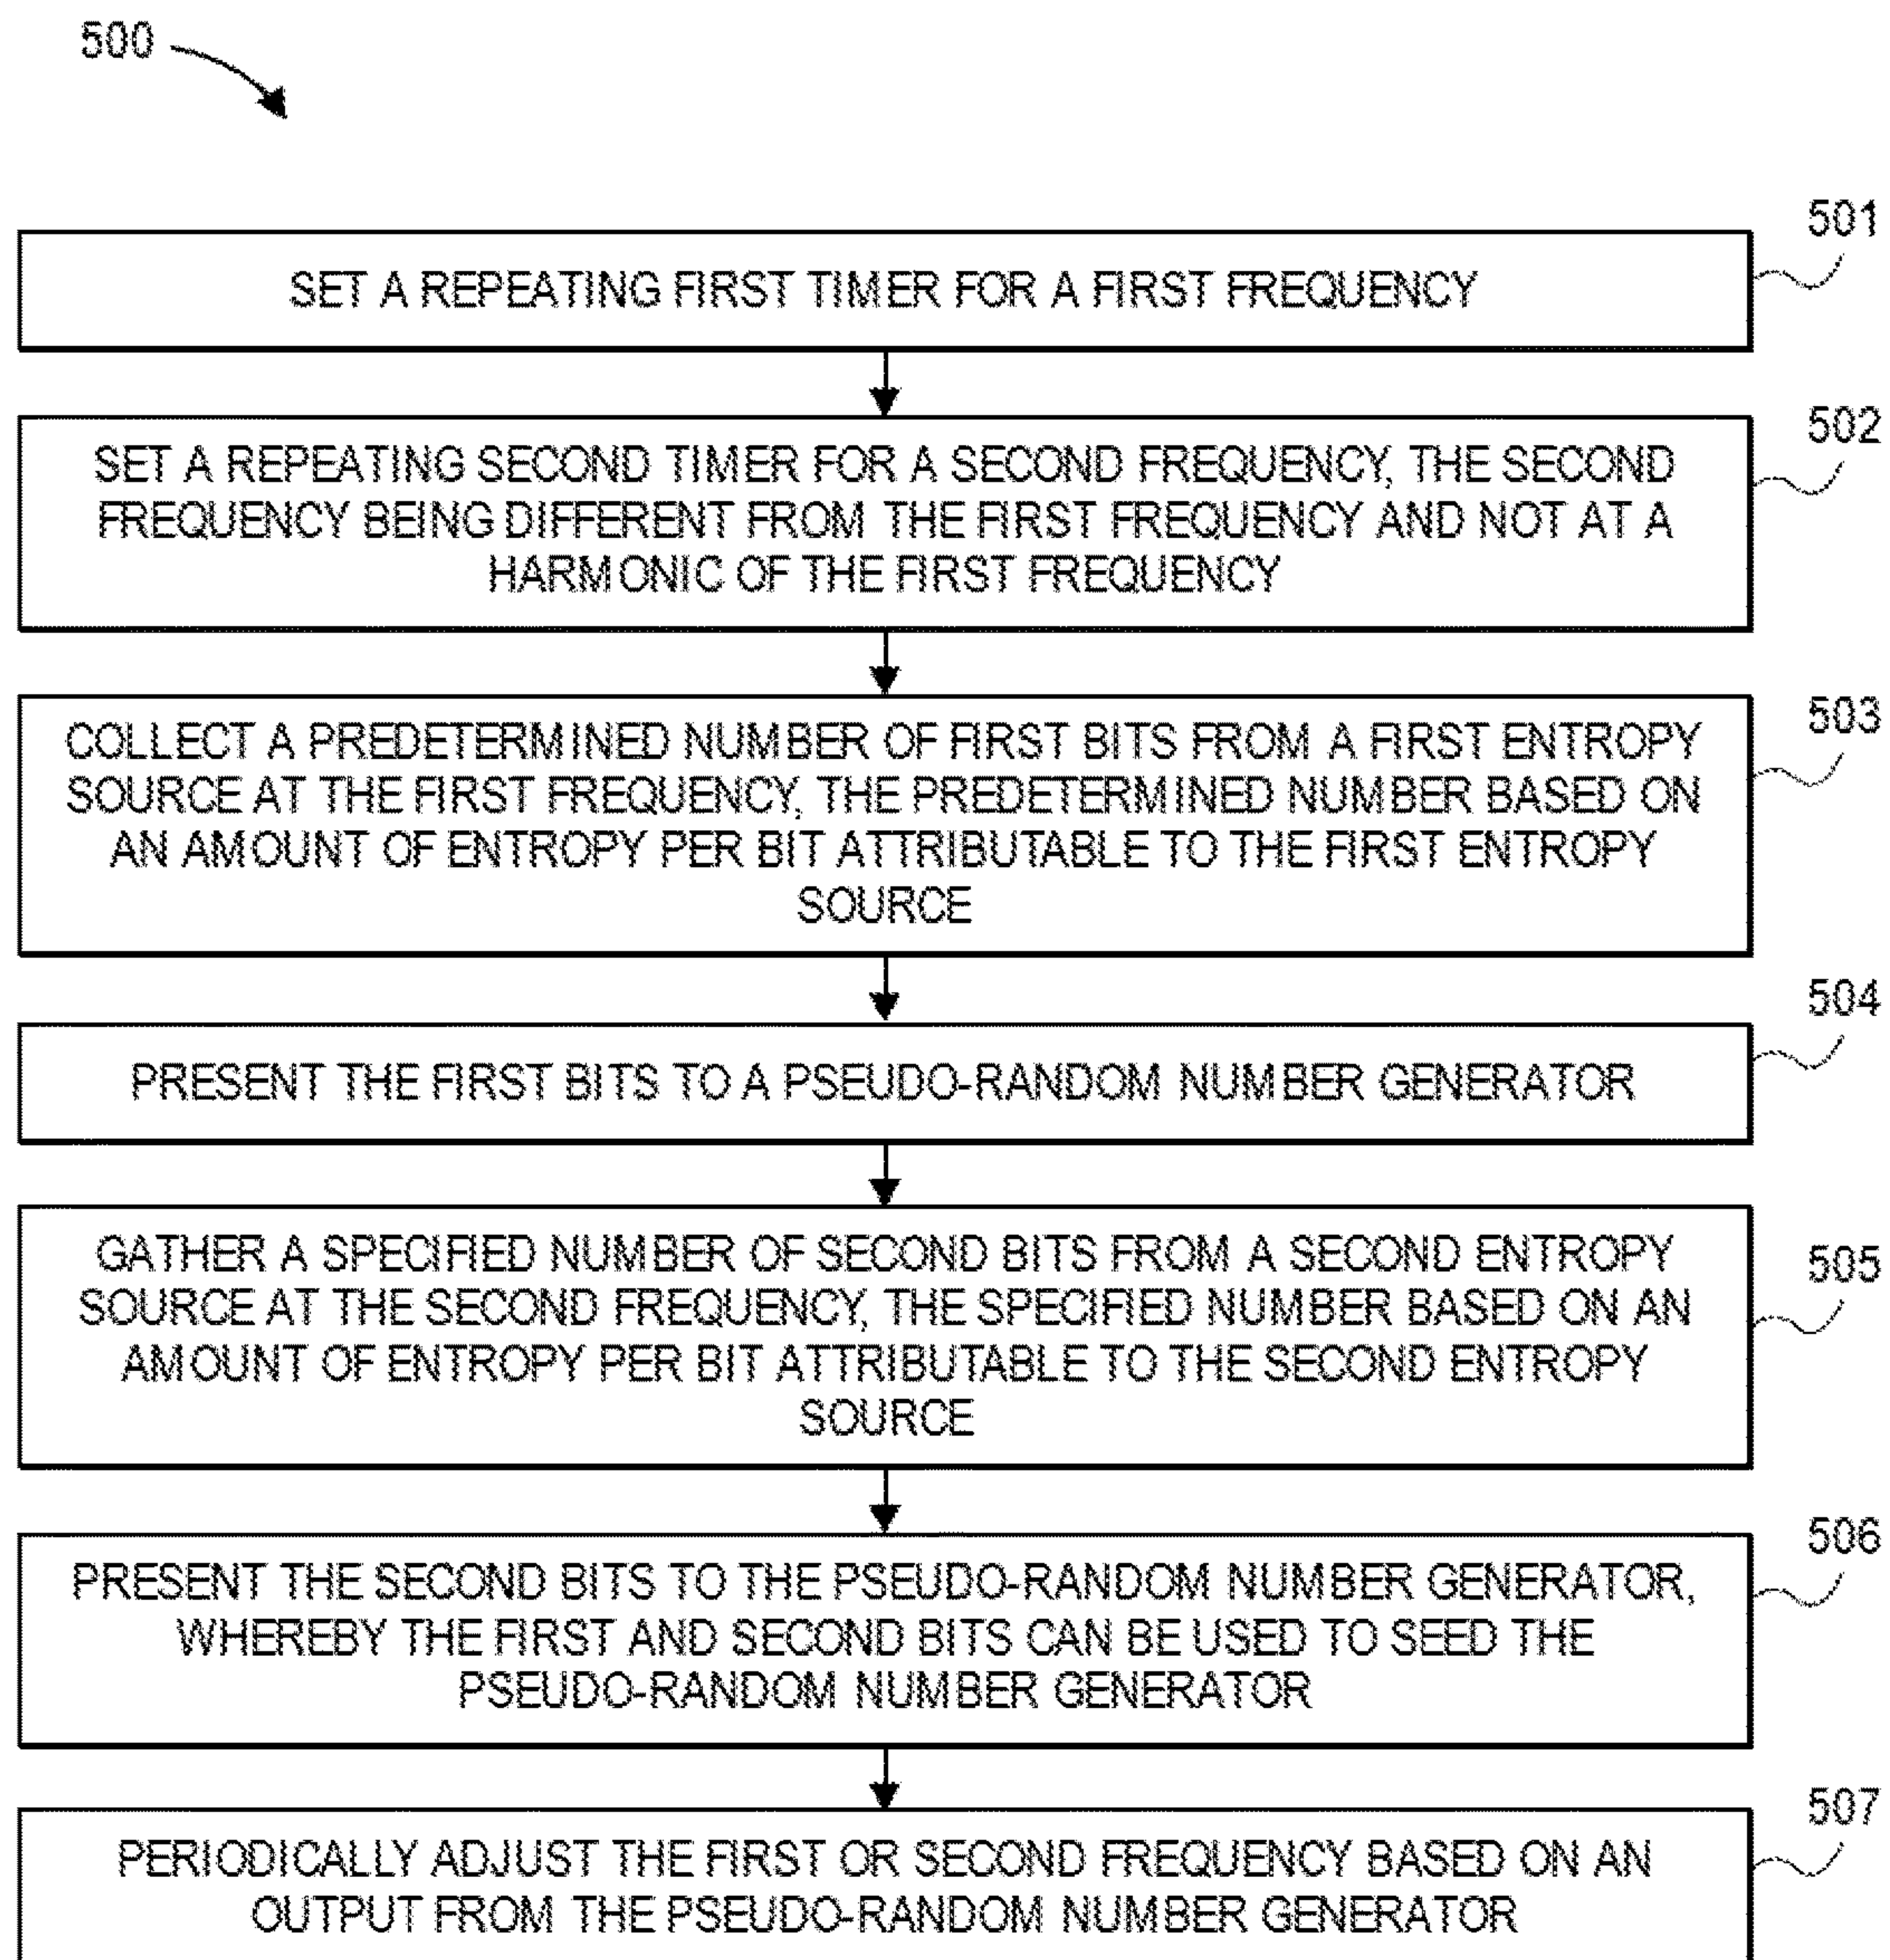 500
501
SET A REPEATING FIRST TIMER FOR A FIRST FREQUENCY
502
SET A REPEATING SECOND TIMER FOR A SECOND FREQUENCY, THE SECOND
FREQUENCY BEING DIFFERENT FROM THE FIRST FREQUENCY AND NOT AT A
HARMONIC OF THE FIRST FREQUENCY
503
COLLECT A PREDETERMINED NUMBER OF FIRST BITS FROM A FIRST ENTROPY
SOURCE AT THE FIRST FREQUENCY, THE PREDETERMINED NUMBER BASED ON
AN AMOUNT OF ENTROPY PER BIT ATTRIBUTABLE TO THE FIRST ENTROPY
SOURCE
504
PRESENT THE FIRST BITS TO A PSEUDO-RANDOM NUMBER GENERATOR
505
GATHER A SPECIFIED NUMBER OF SECOND BITS FROM A SECOND ENTROPY
SOURCE AT THE SECOND FREQUENCY, THE SPECIFIED NUMBER BASED ON AN
AMOUNT OF ENTROPY PER BIT ATTRIBUTABLE TO THE SECOND ENTROPY
SOURCE
506
PRESENT THE SECOND BITS TO THE PSEUDO-RANDOM NUMBER GENERATOR,
WHEREBY THE FIRST AND SECOND BITS CAN BE USED TO SEED THE
PSEUDO-RANDOM NUMBER GENERATOR
507
PERIODICALLY ADJUST THE FIRST OR SECOND FREQUENCY BASED ON AN
OUTPUT FROM THE PSEUDO-RANDOM NUMBER GENERATOR